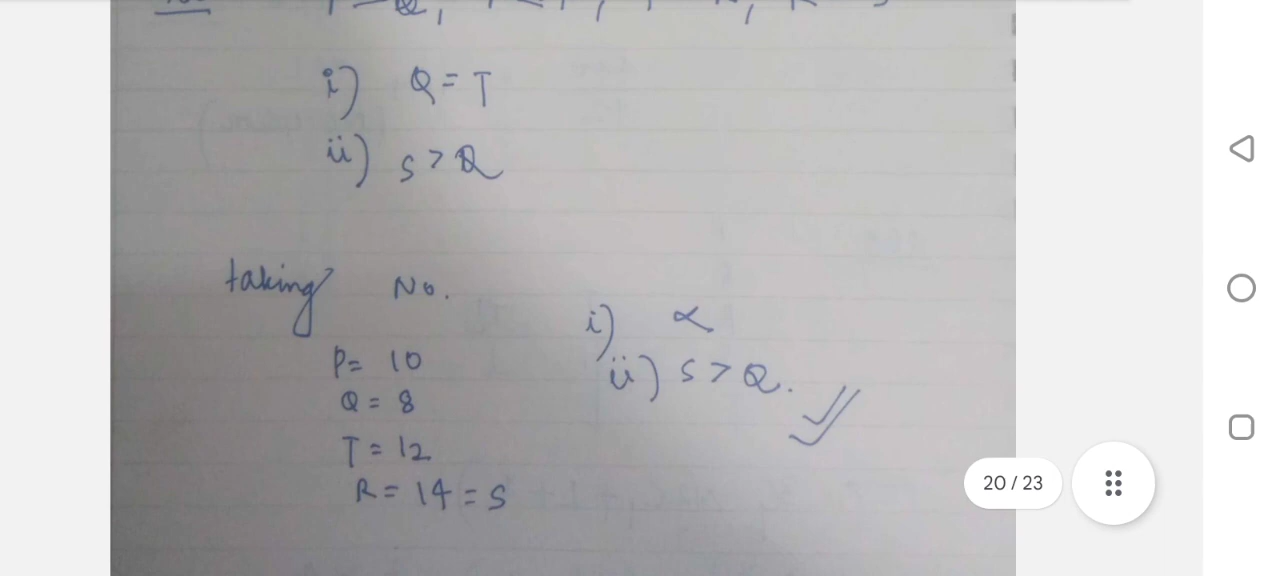 i) Q = T
ii) S > Q
taking No.
i) ∝
ii) S > Q.
P = 10
Q = 8
T = 12
R = 14 = S
20 / 23